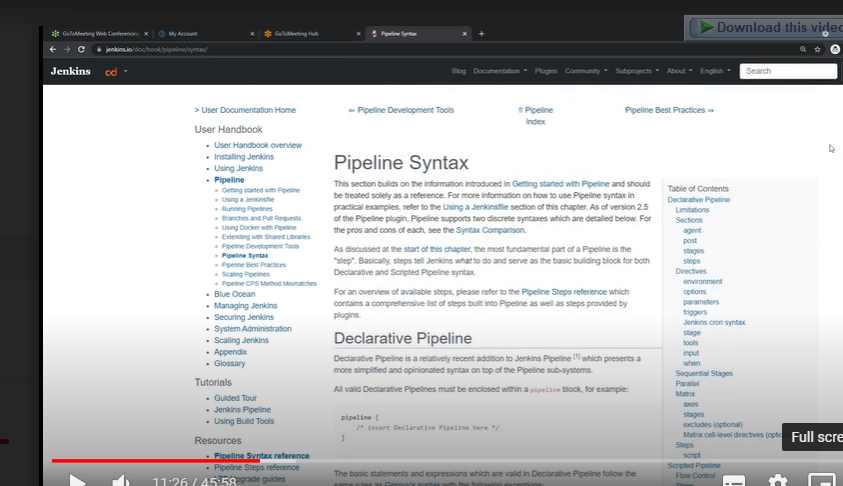 GoToMeeting Web Conferencing
My Account
GoToMeeting Hub
Pipeline Syntax
Download this video
jenkins.io/doc/book/pipeline/syntax/
Jenkins
cd
Blog Documentation Plugins Community Subprojects About English Search
> User Documentation Home
⇐ Pipeline Development Tools
⇑ Pipeline
Index
Pipeline Best Practices ⇒
User Handbook
User Handbook overview
Installing Jenkins
Using Jenkins
Pipeline
Getting started with Pipeline
Using a Jenkinsfile
Running Pipelines
Branches and Pull Requests
Using Docker with Pipeline
Extending with Shared Libraries
Pipeline Development Tools
Pipeline Syntax
Pipeline Best Practices
Scaling Pipelines
Pipeline CPS Method Mismatches
Blue Ocean
Managing Jenkins
Securing Jenkins
System Administration
Scaling Jenkins
Appendix
Glossary
Tutorials
Guided Tour
Jenkins Pipeline
Using Build Tools
Resources
Pipeline Syntax reference
Pipeline Steps reference
grade guides
Pipeline Syntax
This section builds on the information introduced in Getting started with Pipeline and should
be treated solely as a reference. For more information on how to use Pipeline syntax in
practical examples, refer to the Using a Jenkinsfile section of this chapter. As of version 2.5
of the Pipeline plugin, Pipeline supports two discrete syntaxes which are detailed below. For
the pros and cons of each, see the Syntax Comparison.
As discussed at the start of this chapter, the most fundamental part of a Pipeline is the
"step". Basically, steps tell Jenkins what to do and serve as the basic building block for both
Declarative and Scripted Pipeline syntax.
For an overview of available steps, please refer to the Pipeline Steps reference which
contains a comprehensive list of steps built into Pipeline as well as steps provided by
plugins.
Declarative Pipeline
Declarative Pipeline is a relatively recent addition to Jenkins Pipeline [1] which presents a
more simplified and opinionated syntax on top of the Pipeline sub-systems.
All valid Declarative Pipelines must be enclosed within a pipeline block, for example:
pipeline {
/* insert Declarative Pipeline here */
}
The basic statements and expressions which are valid in Declarative Pipeline follow the
same rules as Groovy's syntax with the following exceptions:
Table of Contents
Declarative Pipeline
Limitations
Sections
agent
post
stages
steps
Directives
environment
options
parameters
triggers
Jenkins cron syntax
stage
tools
input
when
Sequential Stages
Parallel
Matrix
axes
stages
excludes (optional)
Matrix cell-level directives (optio
Steps
script
Scripted Pipeline
Flow Control
Full scre
11:26 / 45:58